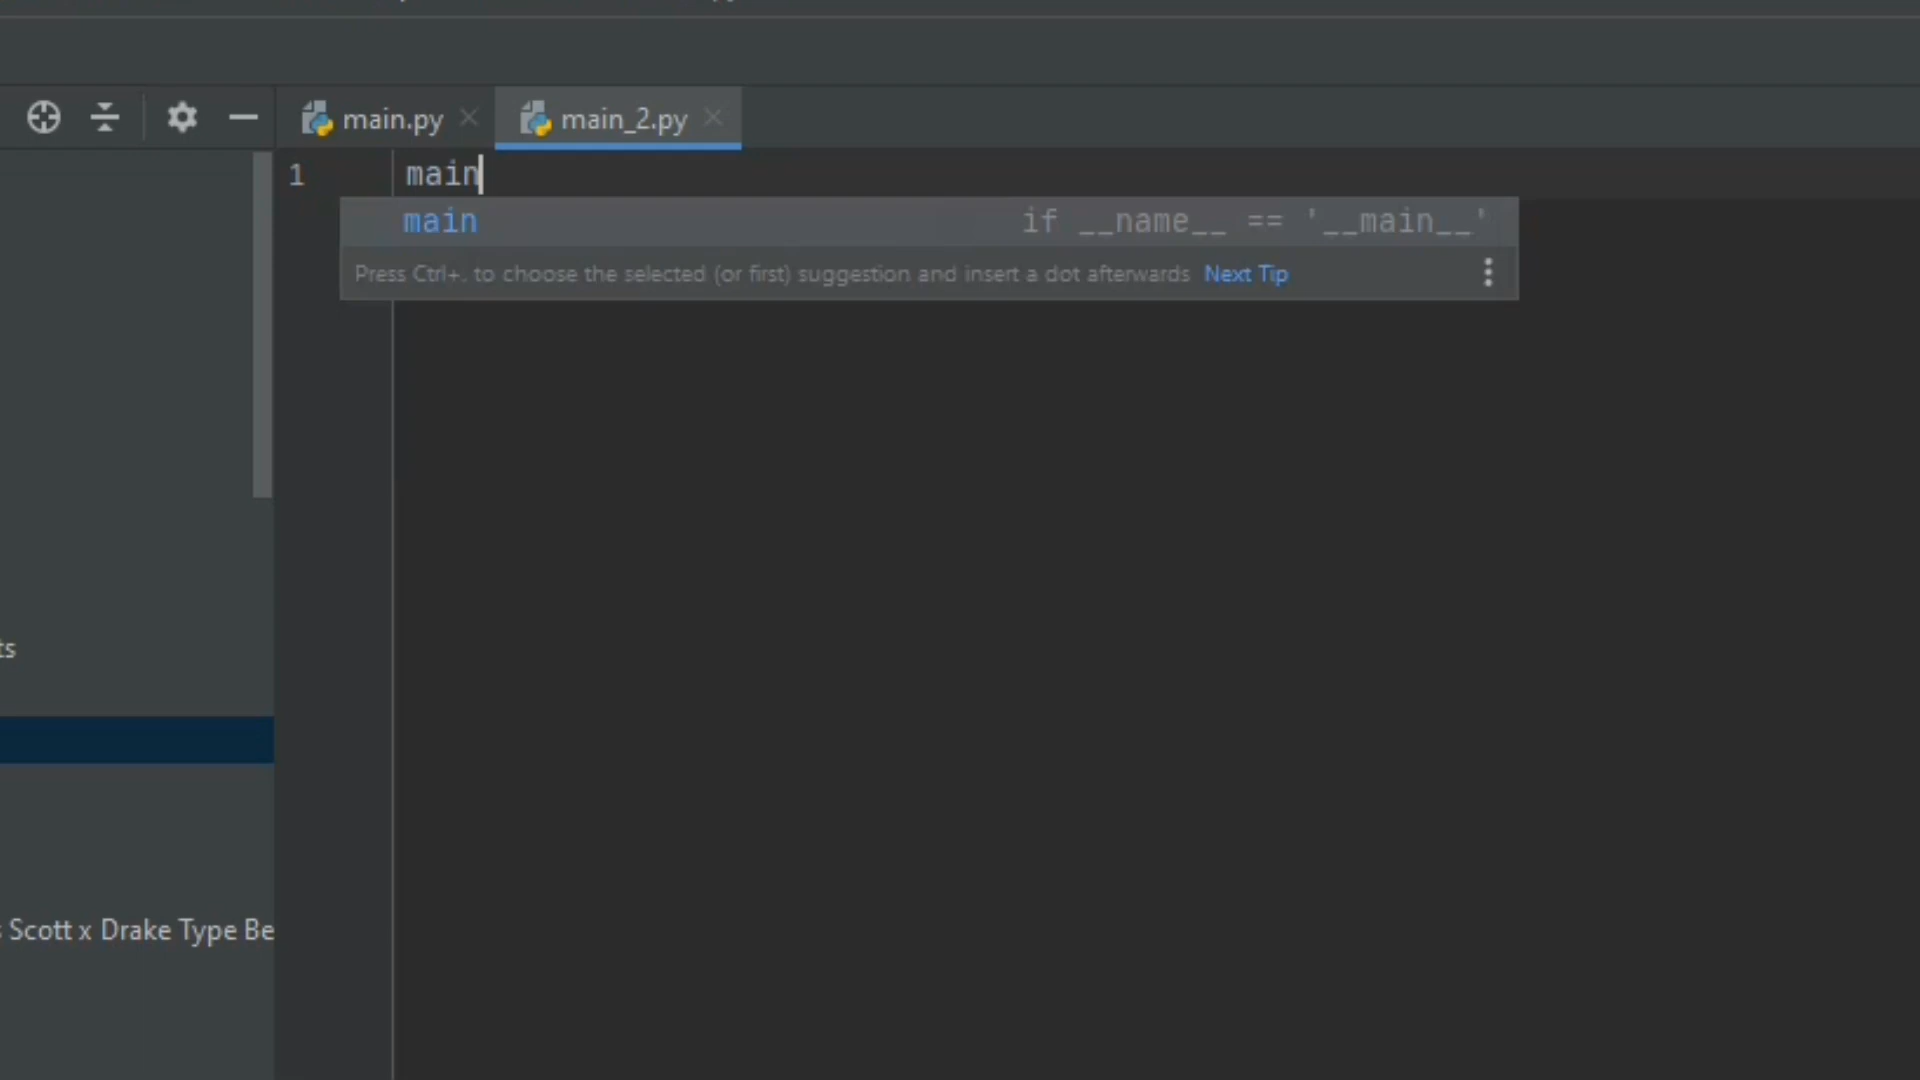 main.py main_2.py
1 main
main if __name__ == '__main__'
Press Ctrl+. to choose the selected (or first) suggestion and insert a dot afterwards Next Tip
ts
Scott x Drake Type Be